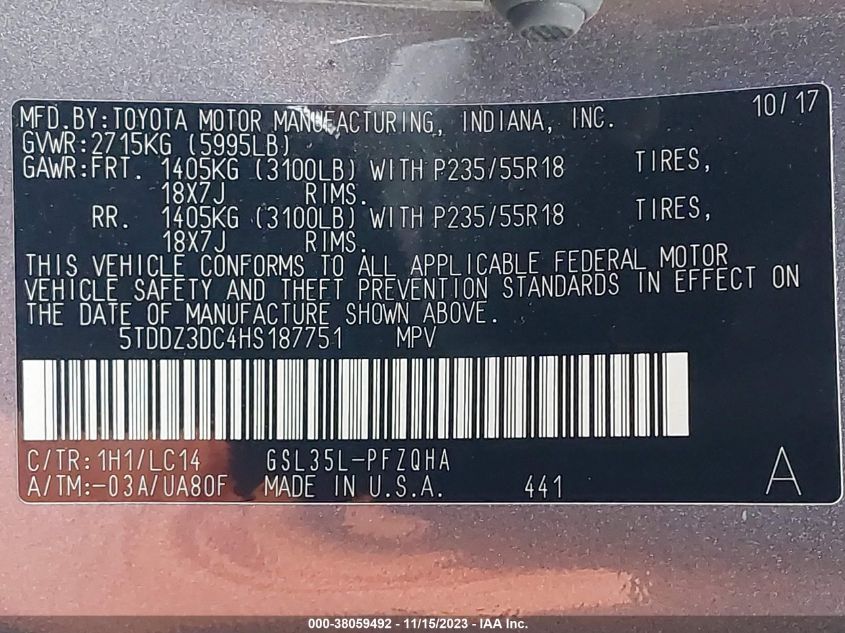 MFD.BY:TOYOTA MOTOR MANUFACTURING, INDIANA, INC. 10/17
GVWR:2715KG (5995LB)
GAWR:FRT. 1405KG (3100LB) WITH P235/55R18 TIRES,
18X7J RIMS.
RR. 1405KG (3100LB) WITH P235/55R18 TIRES,
18X7J RIMS.
THIS VEHICLE CONFORMS TO ALL APPLICABLE FEDERAL MOTOR
VEHICLE SAFETY AND THEFT PREVENTION STANDARDS IN EFFECT ON
THE DATE OF MANUFACTURE SHOWN ABOVE.
5TDDZ3DC4HS187751 MPV
C/TR:1H1/LC14 GSL35L-PFZQHA
A/TM:-03A/UA80F MADE IN U.S.A. 441 A
000-38059492 - 11/15/2023 - IAA Inc.